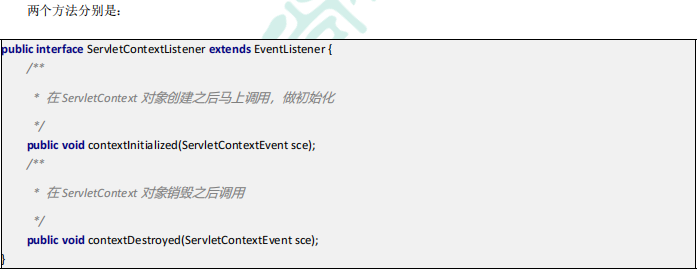 两个方法分别是：
public interface ServletContextListener extends EventListener {
/**
* 在 ServletContext 对象创建之后马上调用，做初始化
*/
public void contextInitialized(ServletContextEvent sce);
/**
* 在 ServletContext 对象销毁之后调用
*/
public void contextDestroyed(ServletContextEvent sce);
}